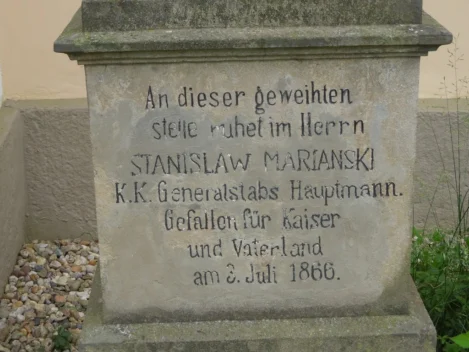 An dieser geweihten
stelle ruhet im Herrn
STANISLAW MARIANSKI
K.K. Generalstabs Hauptmann.
Gefallen für Kaiser
und Vaterland
am 3. Juli 1866.